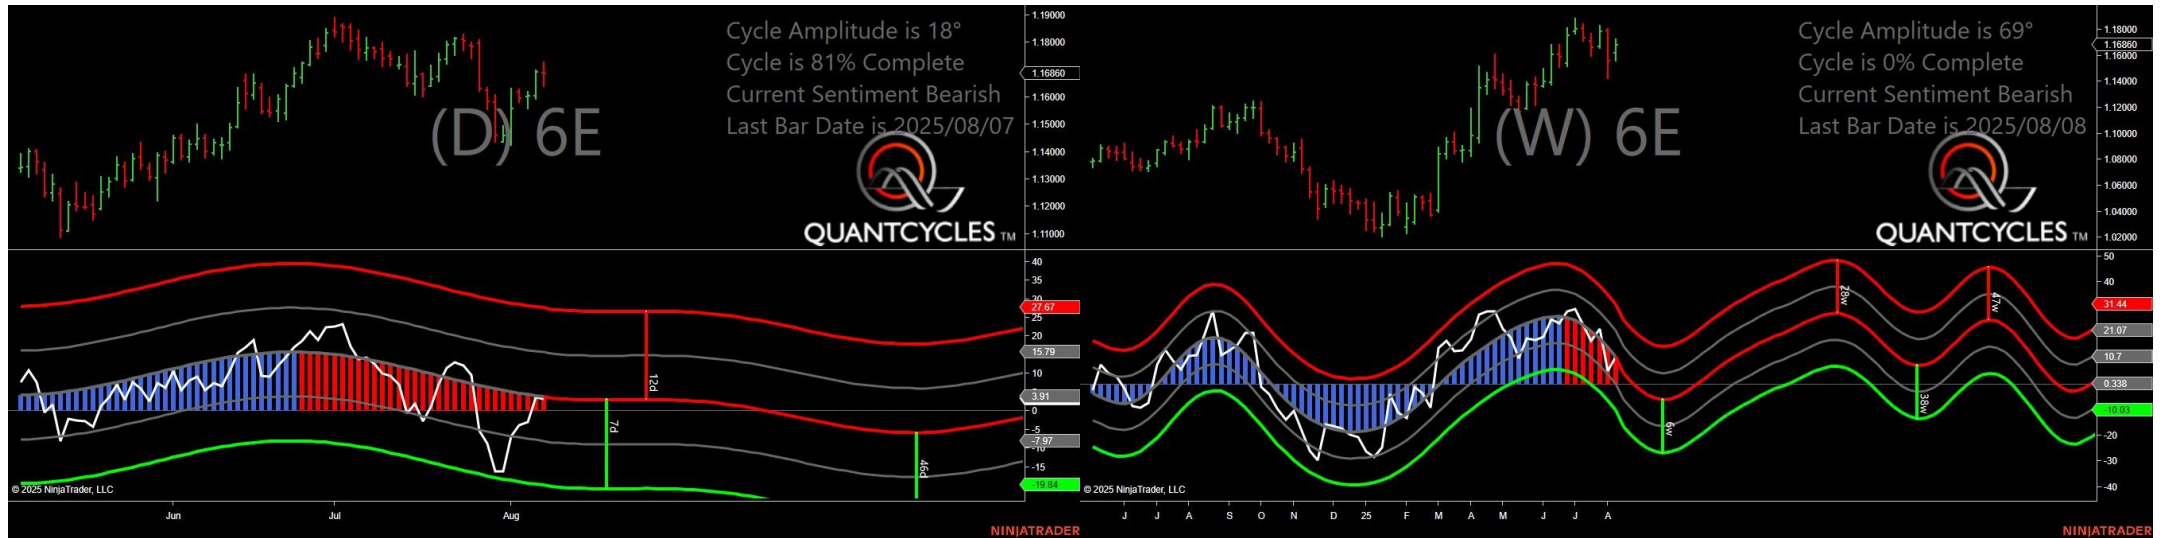 Cycle Amplitude is 18°
Cycle is 81% Complete
Current Sentiment Bearish
Last Bar Date is 2025/08/07
(D) 6E
QUANTCYCLES TM
1.19000
1.18000
1.16860
1.16000
1.15000
1.14000
1.13000
1.12000
1.11000
40
35
30
27.67
25
20
15.79
10
5
3.91
0
-5
-7.97
-10
-15
-19.84
12d
7d
46d
© 2025 NinjaTrader, LLC
Jun
Jul
Aug
NINJATRADER
Cycle Amplitude is 69°
Cycle is 0% Complete
Current Sentiment Bearish
Last Bar Date is 2025/08/08
(W) 6E
QUANTCYCLES TM
1.18000
1.16860
1.16000
1.14000
1.12000
1.10000
1.08000
1.06000
1.04000
1.02000
50
40
31.44
21.07
10.7
0.338
-10.03
-20
-30
-40
6w
28w
38w
47w
© 2025 NinjaTrader, LLC
J J A S O N D 25 F M A M J J A
NINJATRADER